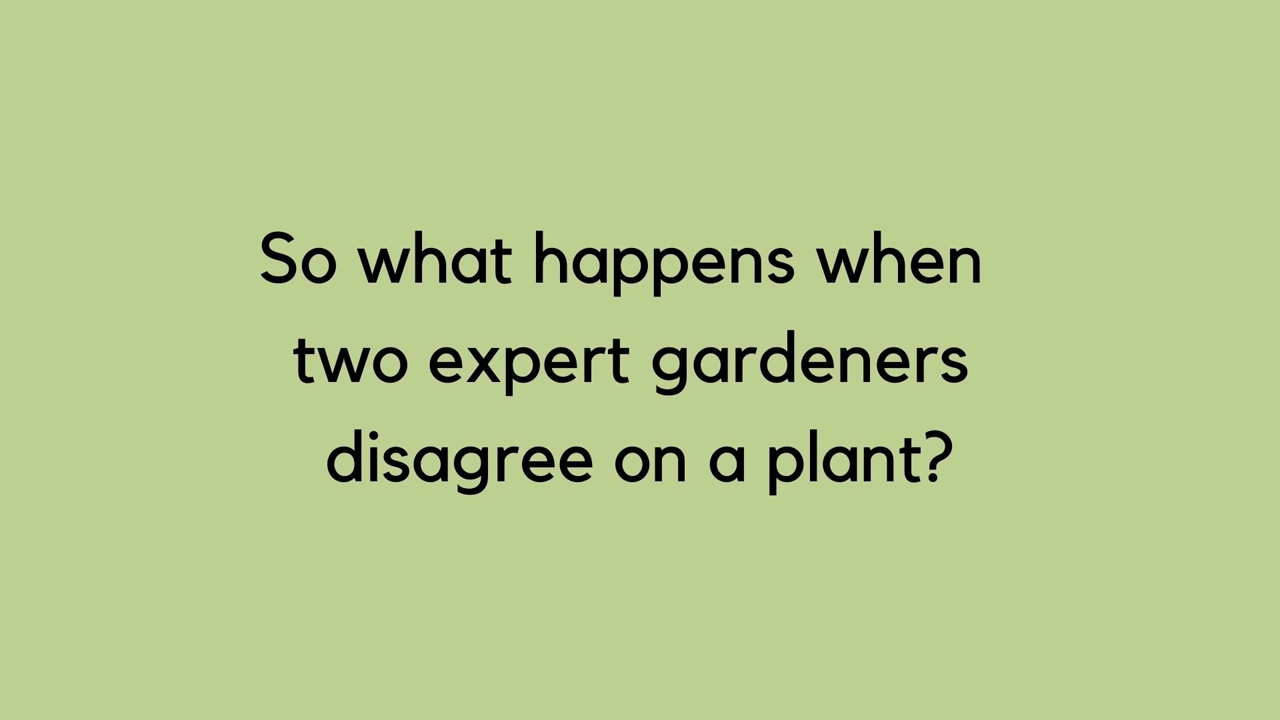 So what happens when
two expert gardeners
disagree on a plant?